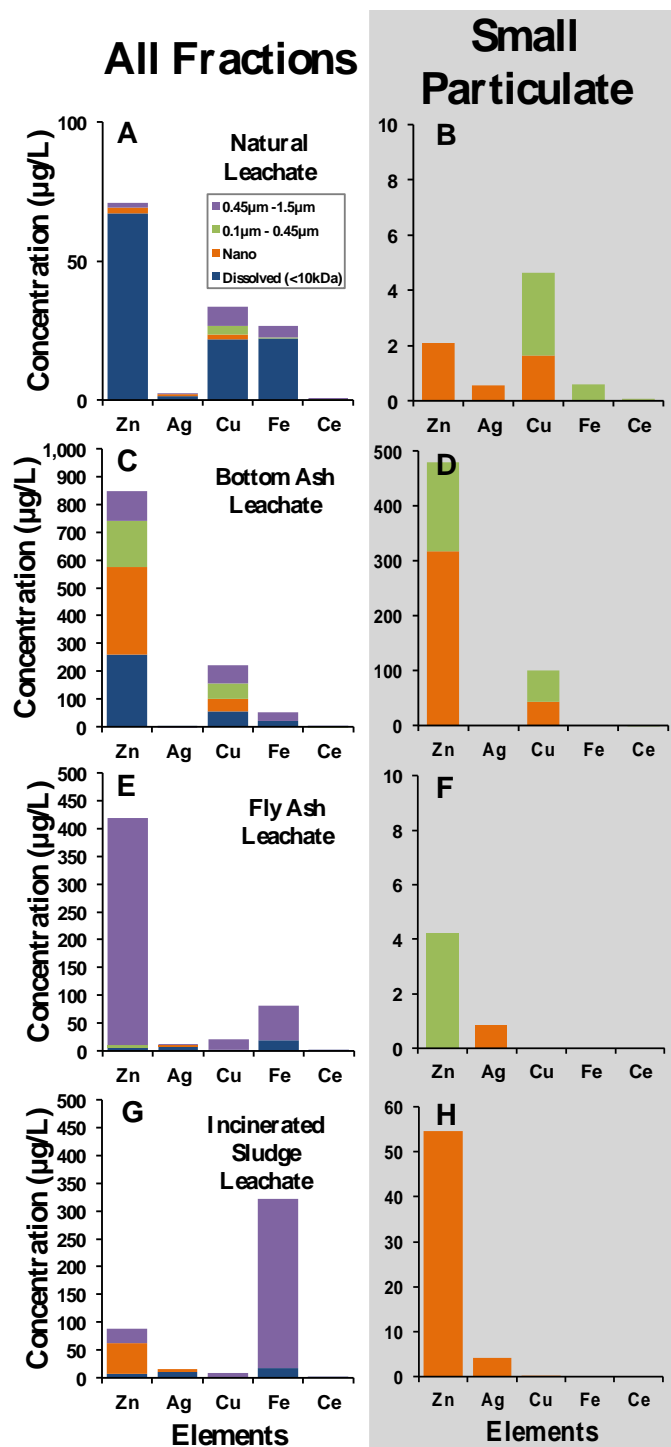 All Fractions
Small
Particulate
Concentration (µg/L)
100
50
0
A
Natural
Leachate
0.45µm -1.5µm
0.1µm - 0.45µm
Nano
Dissolved (<10kDa)
Zn Ag Cu Fe Ce
10
8
6
4
2
0
B
Zn Ag Cu Fe Ce
Concentration (µg/L)
1,000
900
800
700
600
500
400
300
200
100
0
C
Bottom Ash
Leachate
Zn Ag Cu Fe Ce
500
400
300
200
100
0
D
Zn Ag Cu Fe Ce
Concentration (µg/L)
500
450
400
350
300
250
200
150
100
50
0
E
Fly Ash
Leachate
Zn Ag Cu Fe Ce
10
8
6
4
2
0
F
Zn Ag Cu Fe Ce
Concentration (µg/L)
500
450
400
350
300
250
200
150
100
50
0
G
Incinerated
Sludge
Leachate
Zn Ag Cu Fe Ce
Elements
60
50
40
30
20
10
0
H
Zn Ag Cu Fe Ce
Elements